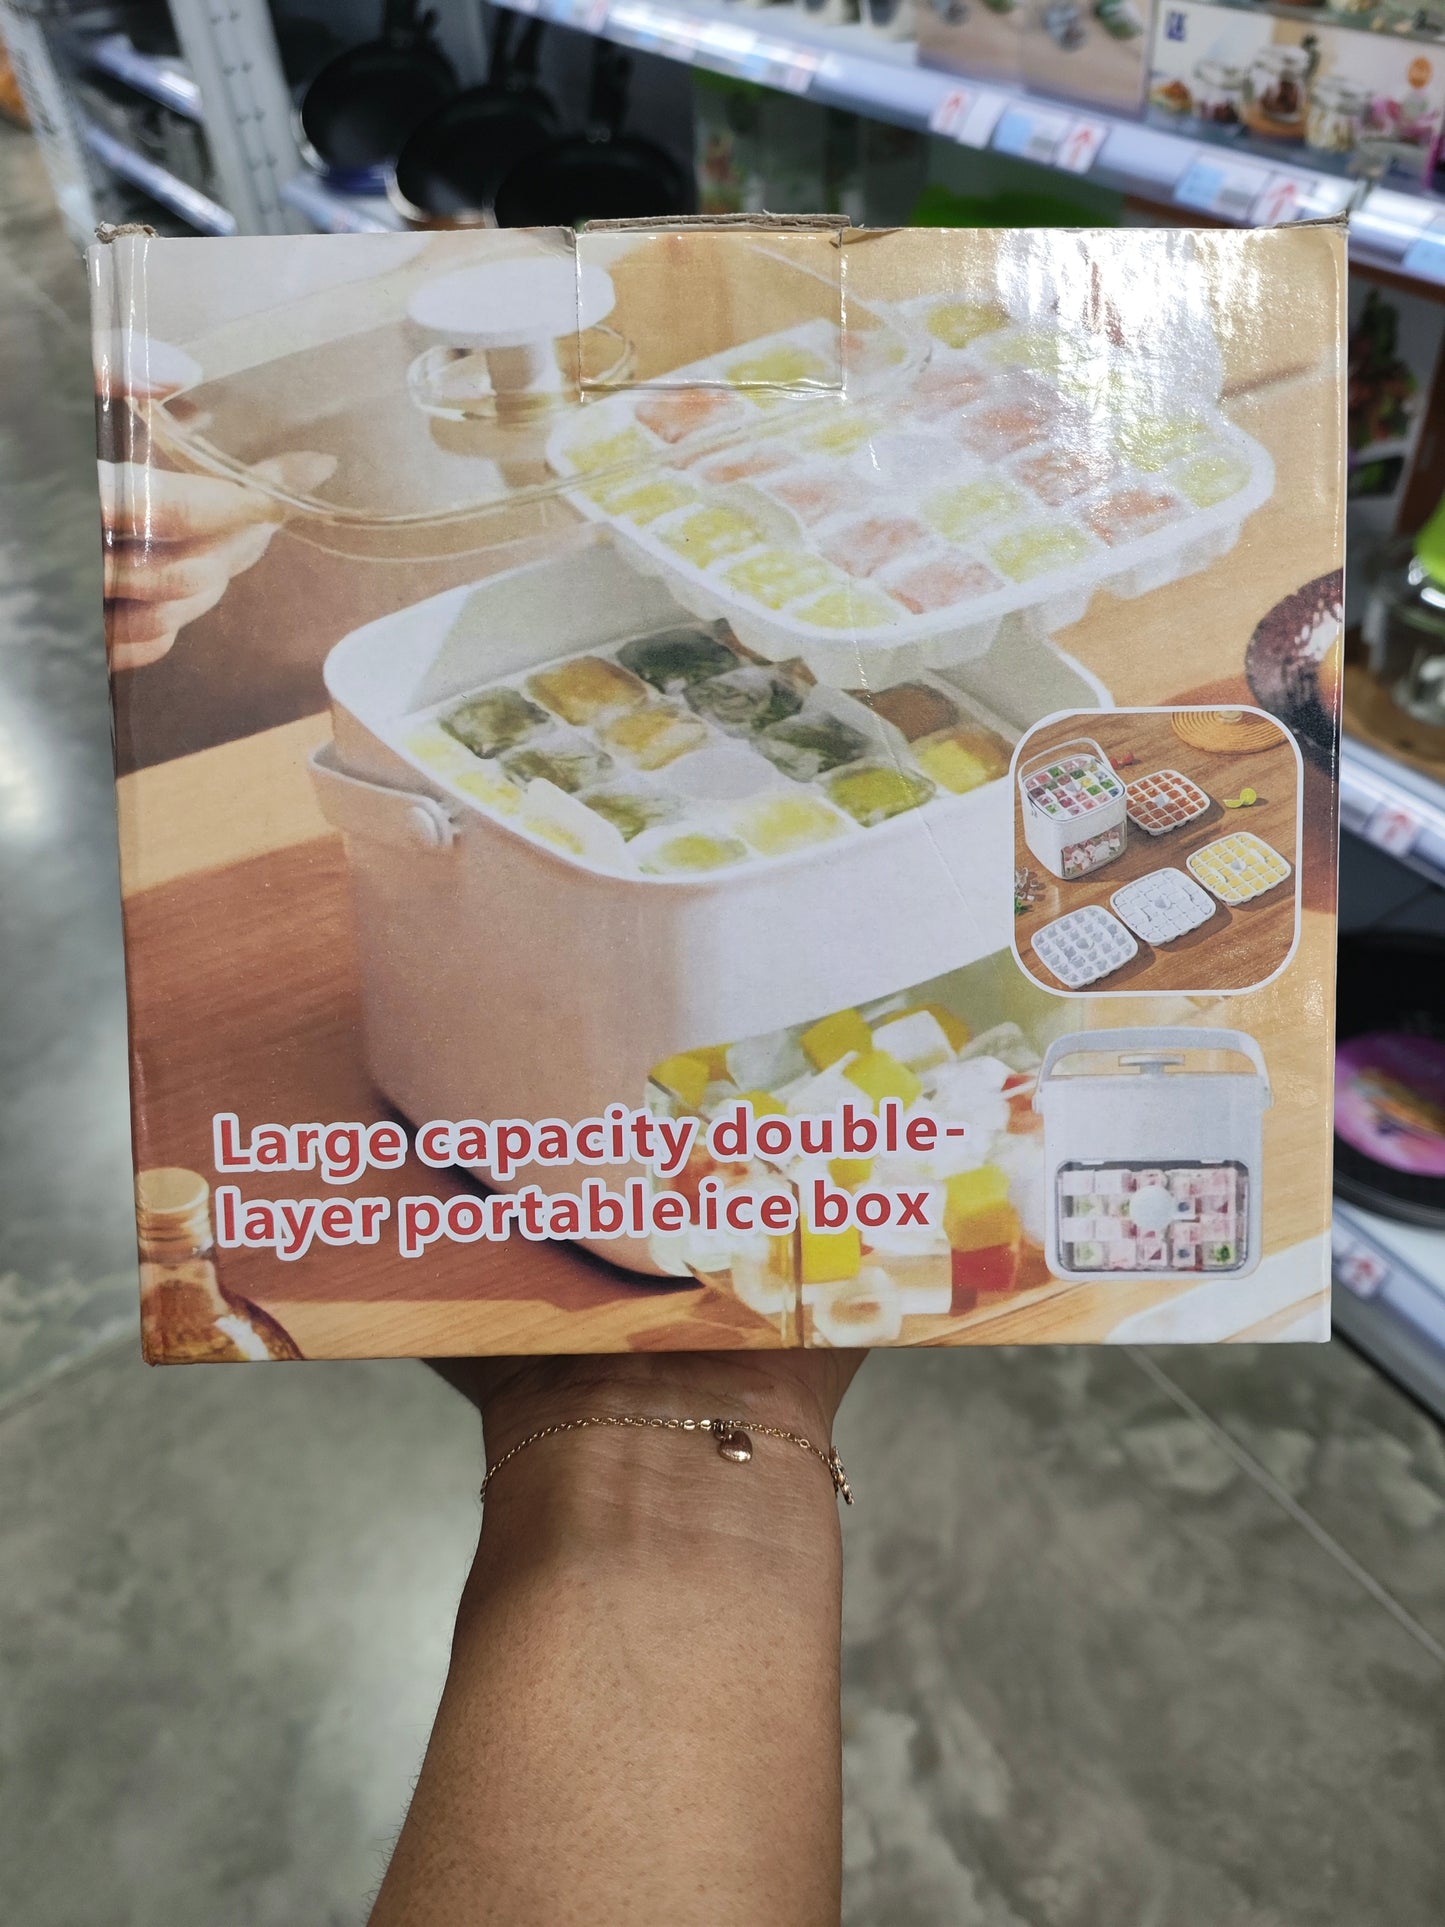 Large capacity double-
layer portable ice box